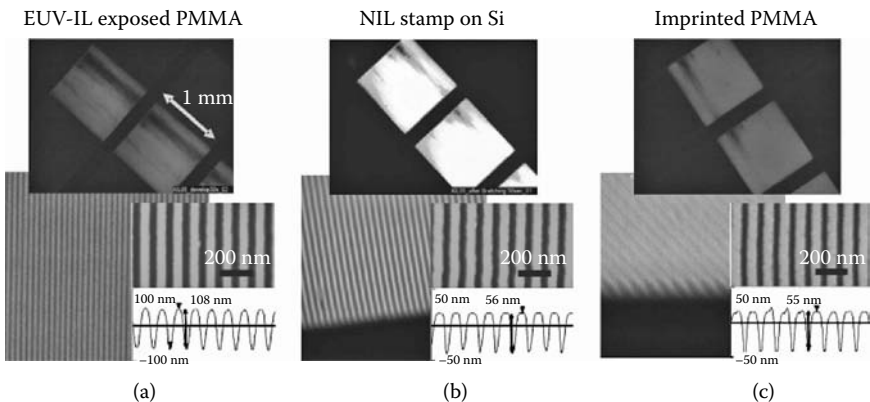 EUV-IL exposed PMMA
NIL stamp on Si
Imprinted PMMA
1 mm
200 nm
100 nm
108 nm
−100 nm
(a)
200 nm
50 nm
56 nm
−50 nm
(b)
200 nm
50 nm
55 nm
−50 nm
(c)